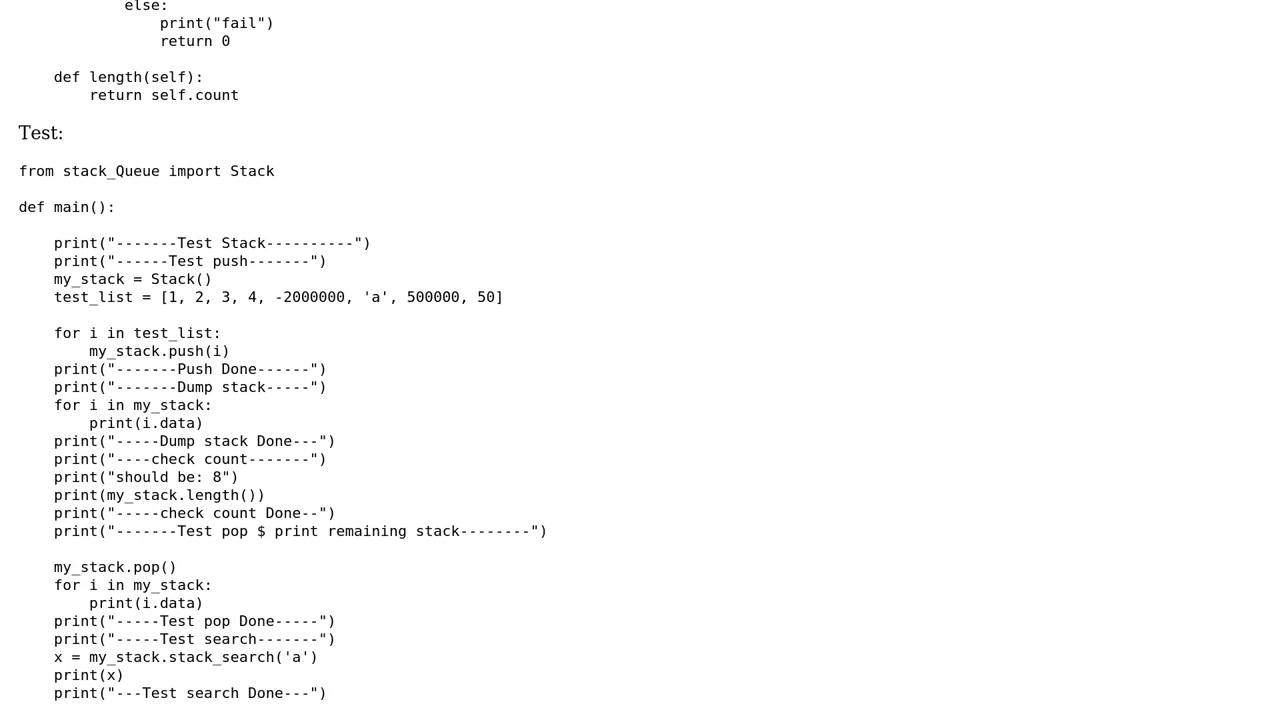 else:
                print("fail")
                return 0

    def length(self):
        return self.count

Test:

from stack_Queue import Stack

def main():

    print("-------Test Stack----------")
    print("------Test push-------")
    my_stack = Stack()
    test_list = [1, 2, 3, 4, -2000000, 'a', 500000, 50]

    for i in test_list:
        my_stack.push(i)
    print("-------Push Done------")
    print("-------Dump stack-----")
    for i in my_stack:
        print(i.data)
    print("-----Dump stack Done---")
    print("----check count-------")
    print("should be: 8")
    print(my_stack.length())
    print("-----check count Done--")
    print("-------Test pop $ print remaining stack--------")

    my_stack.pop()
    for i in my_stack:
        print(i.data)
    print("-----Test pop Done-----")
    print("-----Test search-------")
    x = my_stack.stack_search('a')
    print(x)
    print("---Test search Done---")